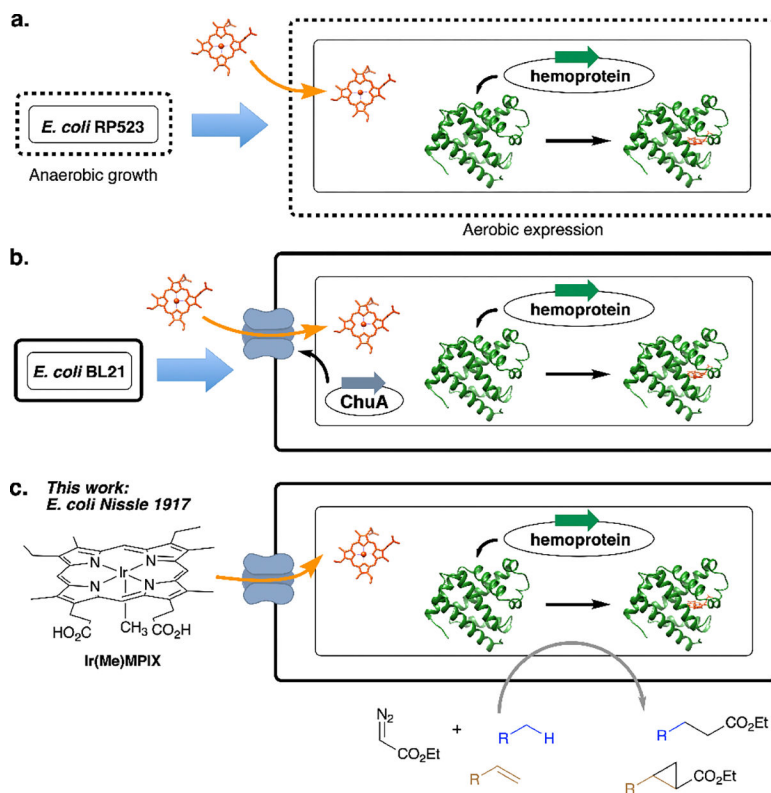 a.
hemoprotein
E. coli RP523
Anaerobic growth
Aerobic expression
b.
hemoprotein
E. coli BL21
ChuA
c.
This work:
E. coli Nissle 1917
hemoprotein
N
N
Ir
N
N
HO2C
CH3
CO2H
Ir(Me)MPIX
N2
CO2Et
+
R
H
R
CO2Et
R
R
CO2Et